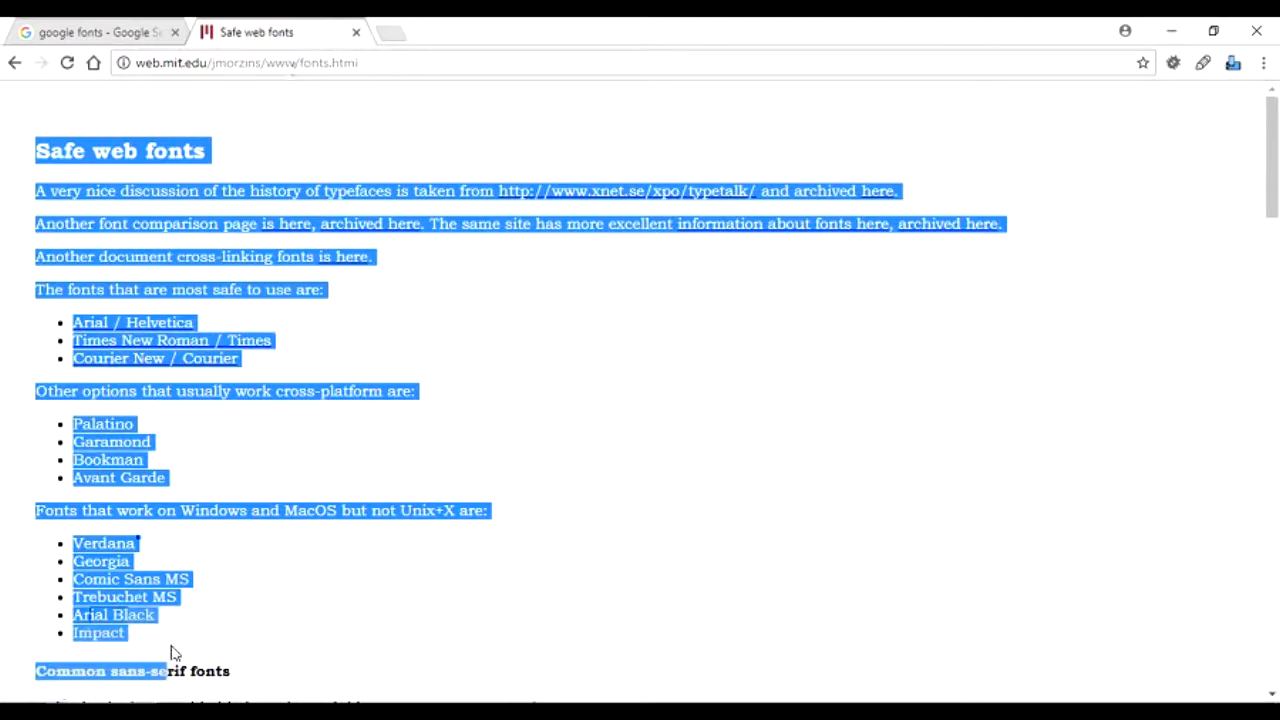 google fonts - Google Se
Safe web fonts
web.mit.edu/jmorzins/www/fonts.html
Safe web fonts
A very nice discussion of the history of typefaces is taken from http://www.xnet.se/xpo/typetalk/ and archived here.
Another font comparison page is here, archived here. The same site has more excellent information about fonts here, archived here.
Another document cross-linking fonts is here.
The fonts that are most safe to use are:
Arial / Helvetica
Times New Roman / Times
Courier New / Courier
Other options that usually work cross-platform are:
Palatino
Garamond
Bookman
Avant Garde
Fonts that work on Windows and MacOS but not Unix+X are:
Verdana
Georgia
Comic Sans MS
Trebuchet MS
Arial Black
Impact
Common sans-serif fonts